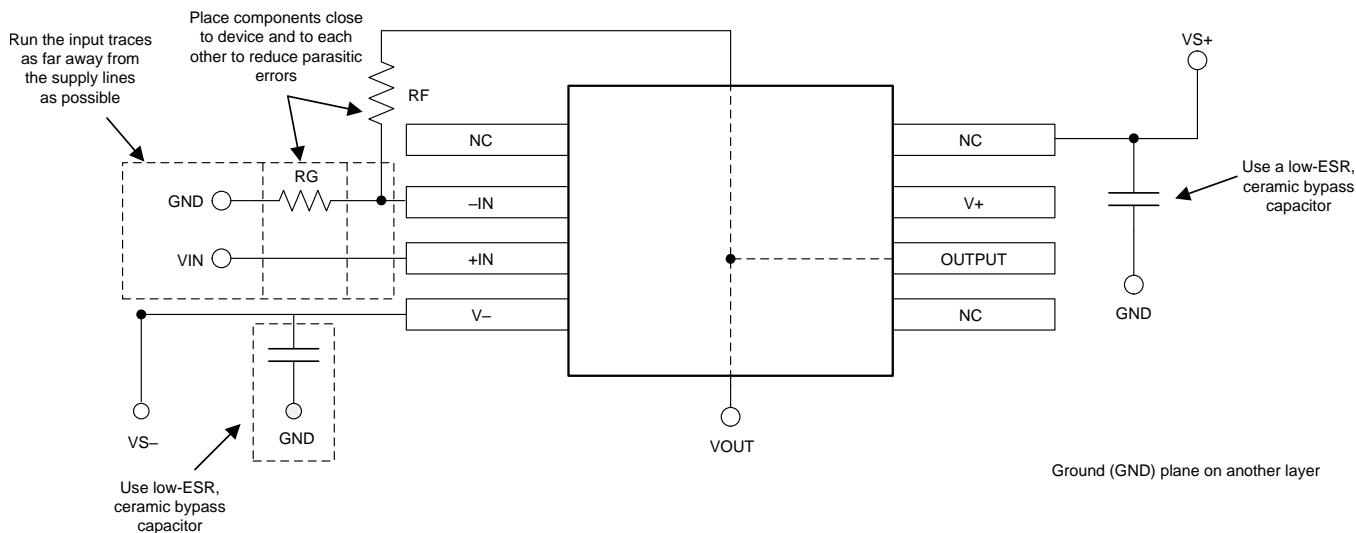 Place components close
to device and to each
other to reduce parasitic
errors
Run the input traces
as far away from
the supply lines
as possible
VS+
RF
NC
NC
Use a low-ESR,
ceramic bypass
capacitor
RG
GND
–IN
V+
VIN
+IN
OUTPUT
GND
V–
NC
VS–
GND
VOUT
Ground (GND) plane on another layer
Use low-ESR,
ceramic bypass
capacitor